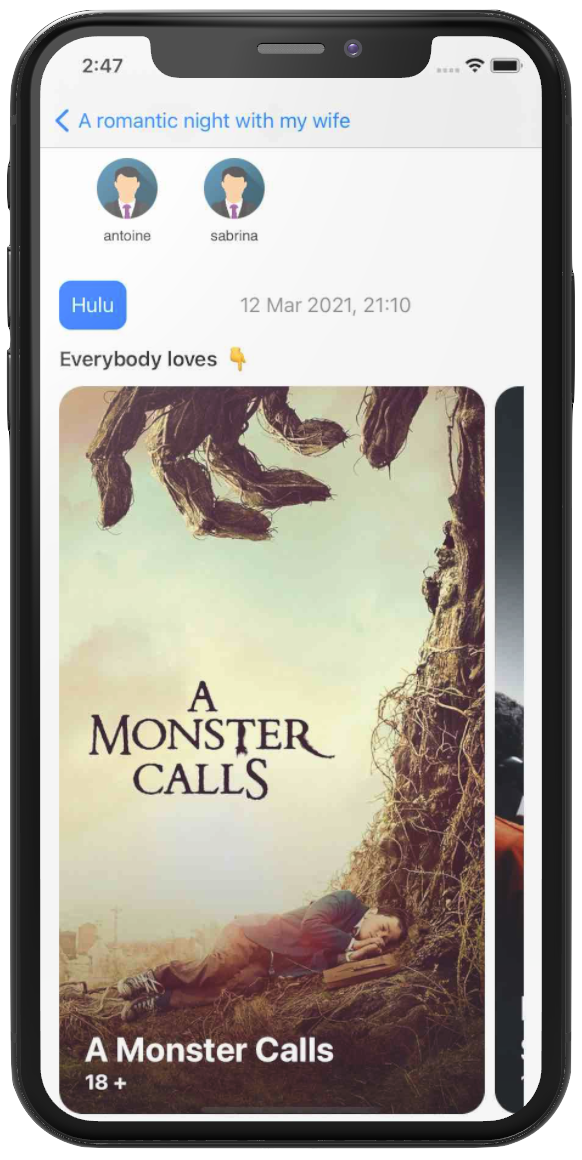 2:47
A romantic night with my wife
antoine
sabrina
Hulu
12 Mar 2021, 21:10
Everybody loves 👇
A
MONSTER
CALLS
A Monster Calls
18 +